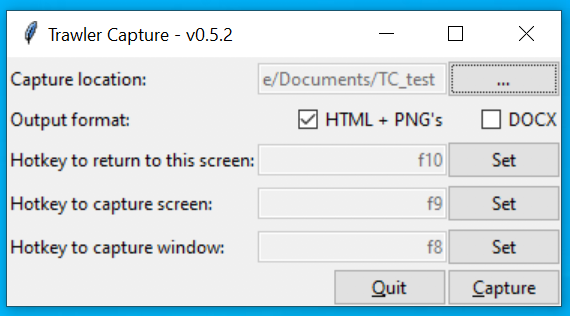 Trawler Capture - v0.5.2
Capture location: e/Documents/TC_test ...
Output format: HTML + PNG's DOCX
Hotkey to return to this screen: f10 Set
Hotkey to capture screen: f9 Set
Hotkey to capture window: f8 Set
Quit Capture